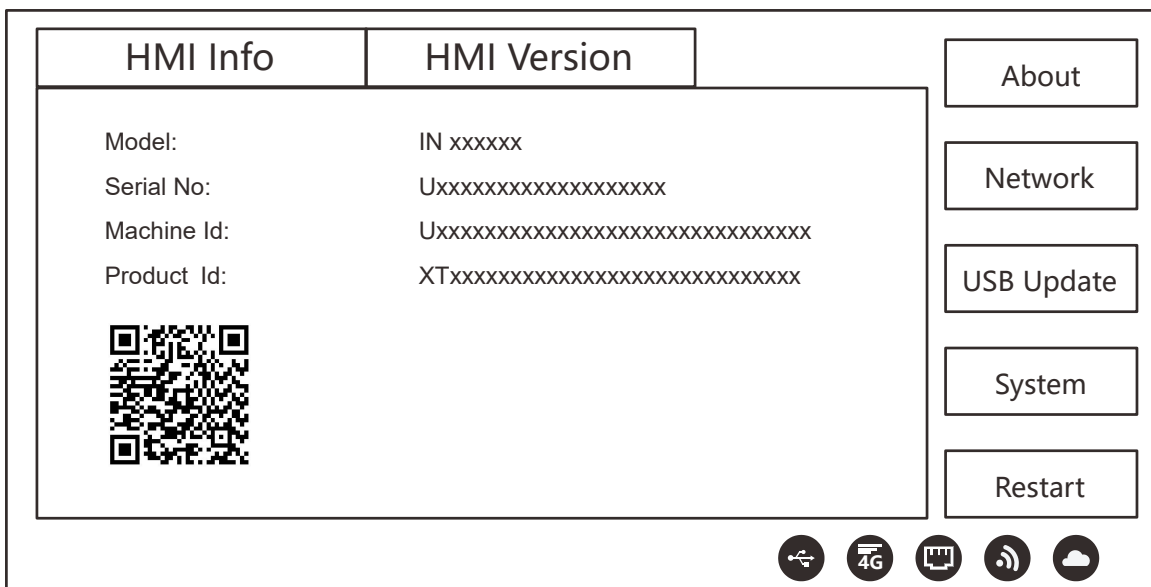 HMI Info
HMI Version
Model: IN xxxxxx
Serial No: Uxxxxxxxxxxxxxxxxxxx
Machine Id: Uxxxxxxxxxxxxxxxxxxxxxxxxxxxxxxx
Product Id: XTxxxxxxxxxxxxxxxxxxxxxxxxxxxxx
About
Network
USB Update
System
Restart
4G